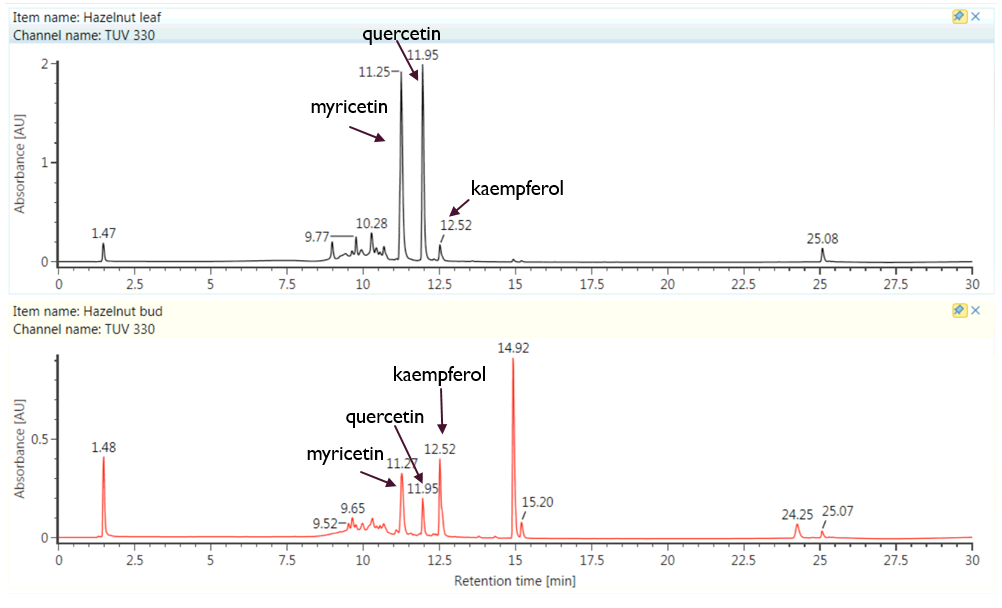 Item name: Hazelnut leaf
Channel name: TUV 330
quercetin
11.95
2
11.25
myricetin
Absorbance [AU]
1
kaempferol
12.52
1.47
9.77
10.28
25.08
0
0 2.5 5 7.5 10 12.5 15 17.5 20 22.5 25 27.5 30
Item name: Hazelnut bud
Channel name: TUV 330
14.92
kaempferol
quercetin
Absorbance [AU]
0.5
1.48
myricetin
11.27
12.52
11.95
9.52
9.65
15.20
24.25
25.07
0
0 2.5 5 7.5 10 12.5 15 17.5 20 22.5 25 27.5 30
Retention time [min]